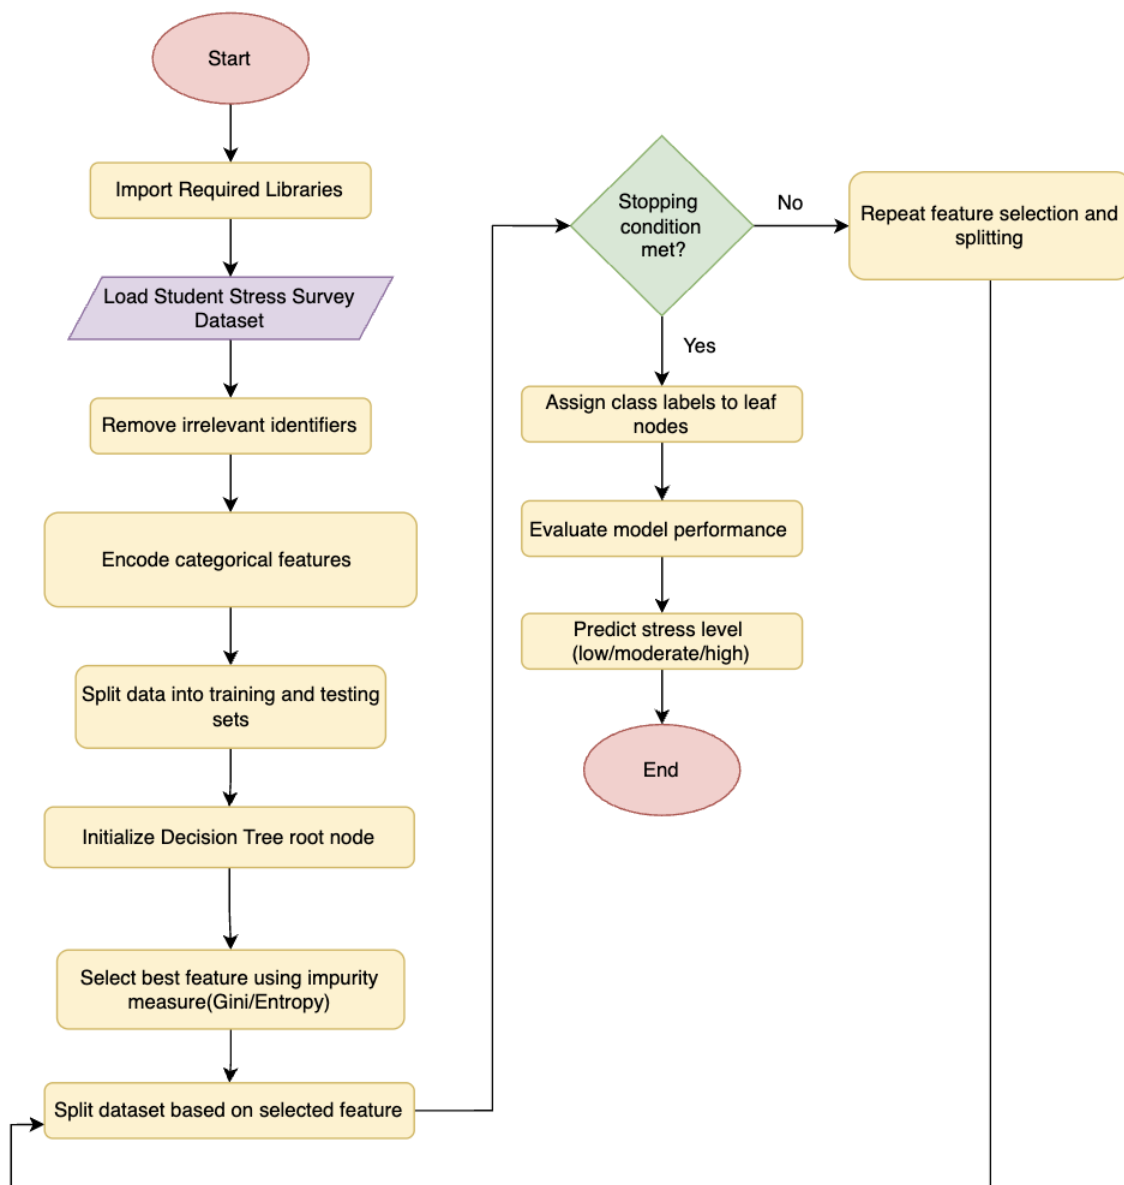 Start
Import Required Libraries
Load Student Stress Survey
Dataset
Remove irrelevant identifiers
Encode categorical features
Split data into training and testing
sets
Initialize Decision Tree root node
Select best feature using impurity
measure(Gini/Entropy)
Split dataset based on selected feature
Stopping
condition
met?
No
Repeat feature selection and
splitting
Yes
Assign class labels to leaf
nodes
Evaluate model performance
Predict stress level
(low/moderate/high)
End